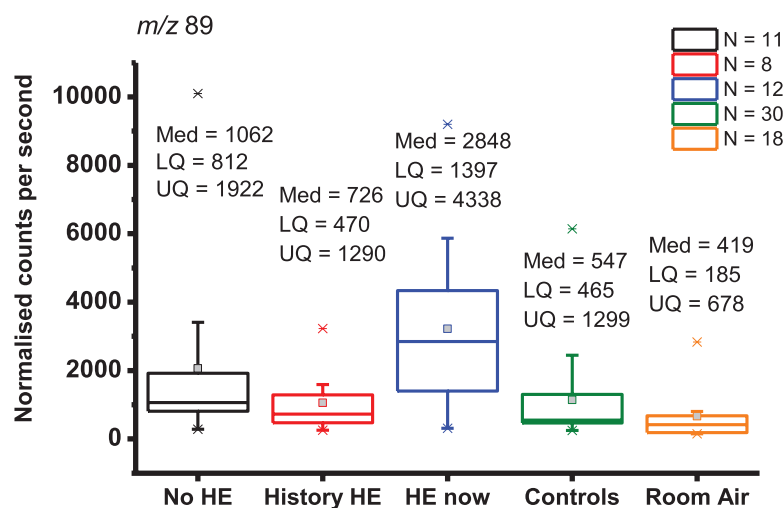 m/z 89
N = 11
N = 8
N = 12
N = 30
N = 18
Normalised counts per second
10000
8000
6000
4000
2000
0
Med = 1062
LQ = 812
UQ = 1922
Med = 726
LQ = 470
UQ = 1290
Med = 2848
LQ = 1397
UQ = 4338
Med = 547
LQ = 465
UQ = 1299
Med = 419
LQ = 185
UQ = 678
No HE
History HE
HE now
Controls
Room Air